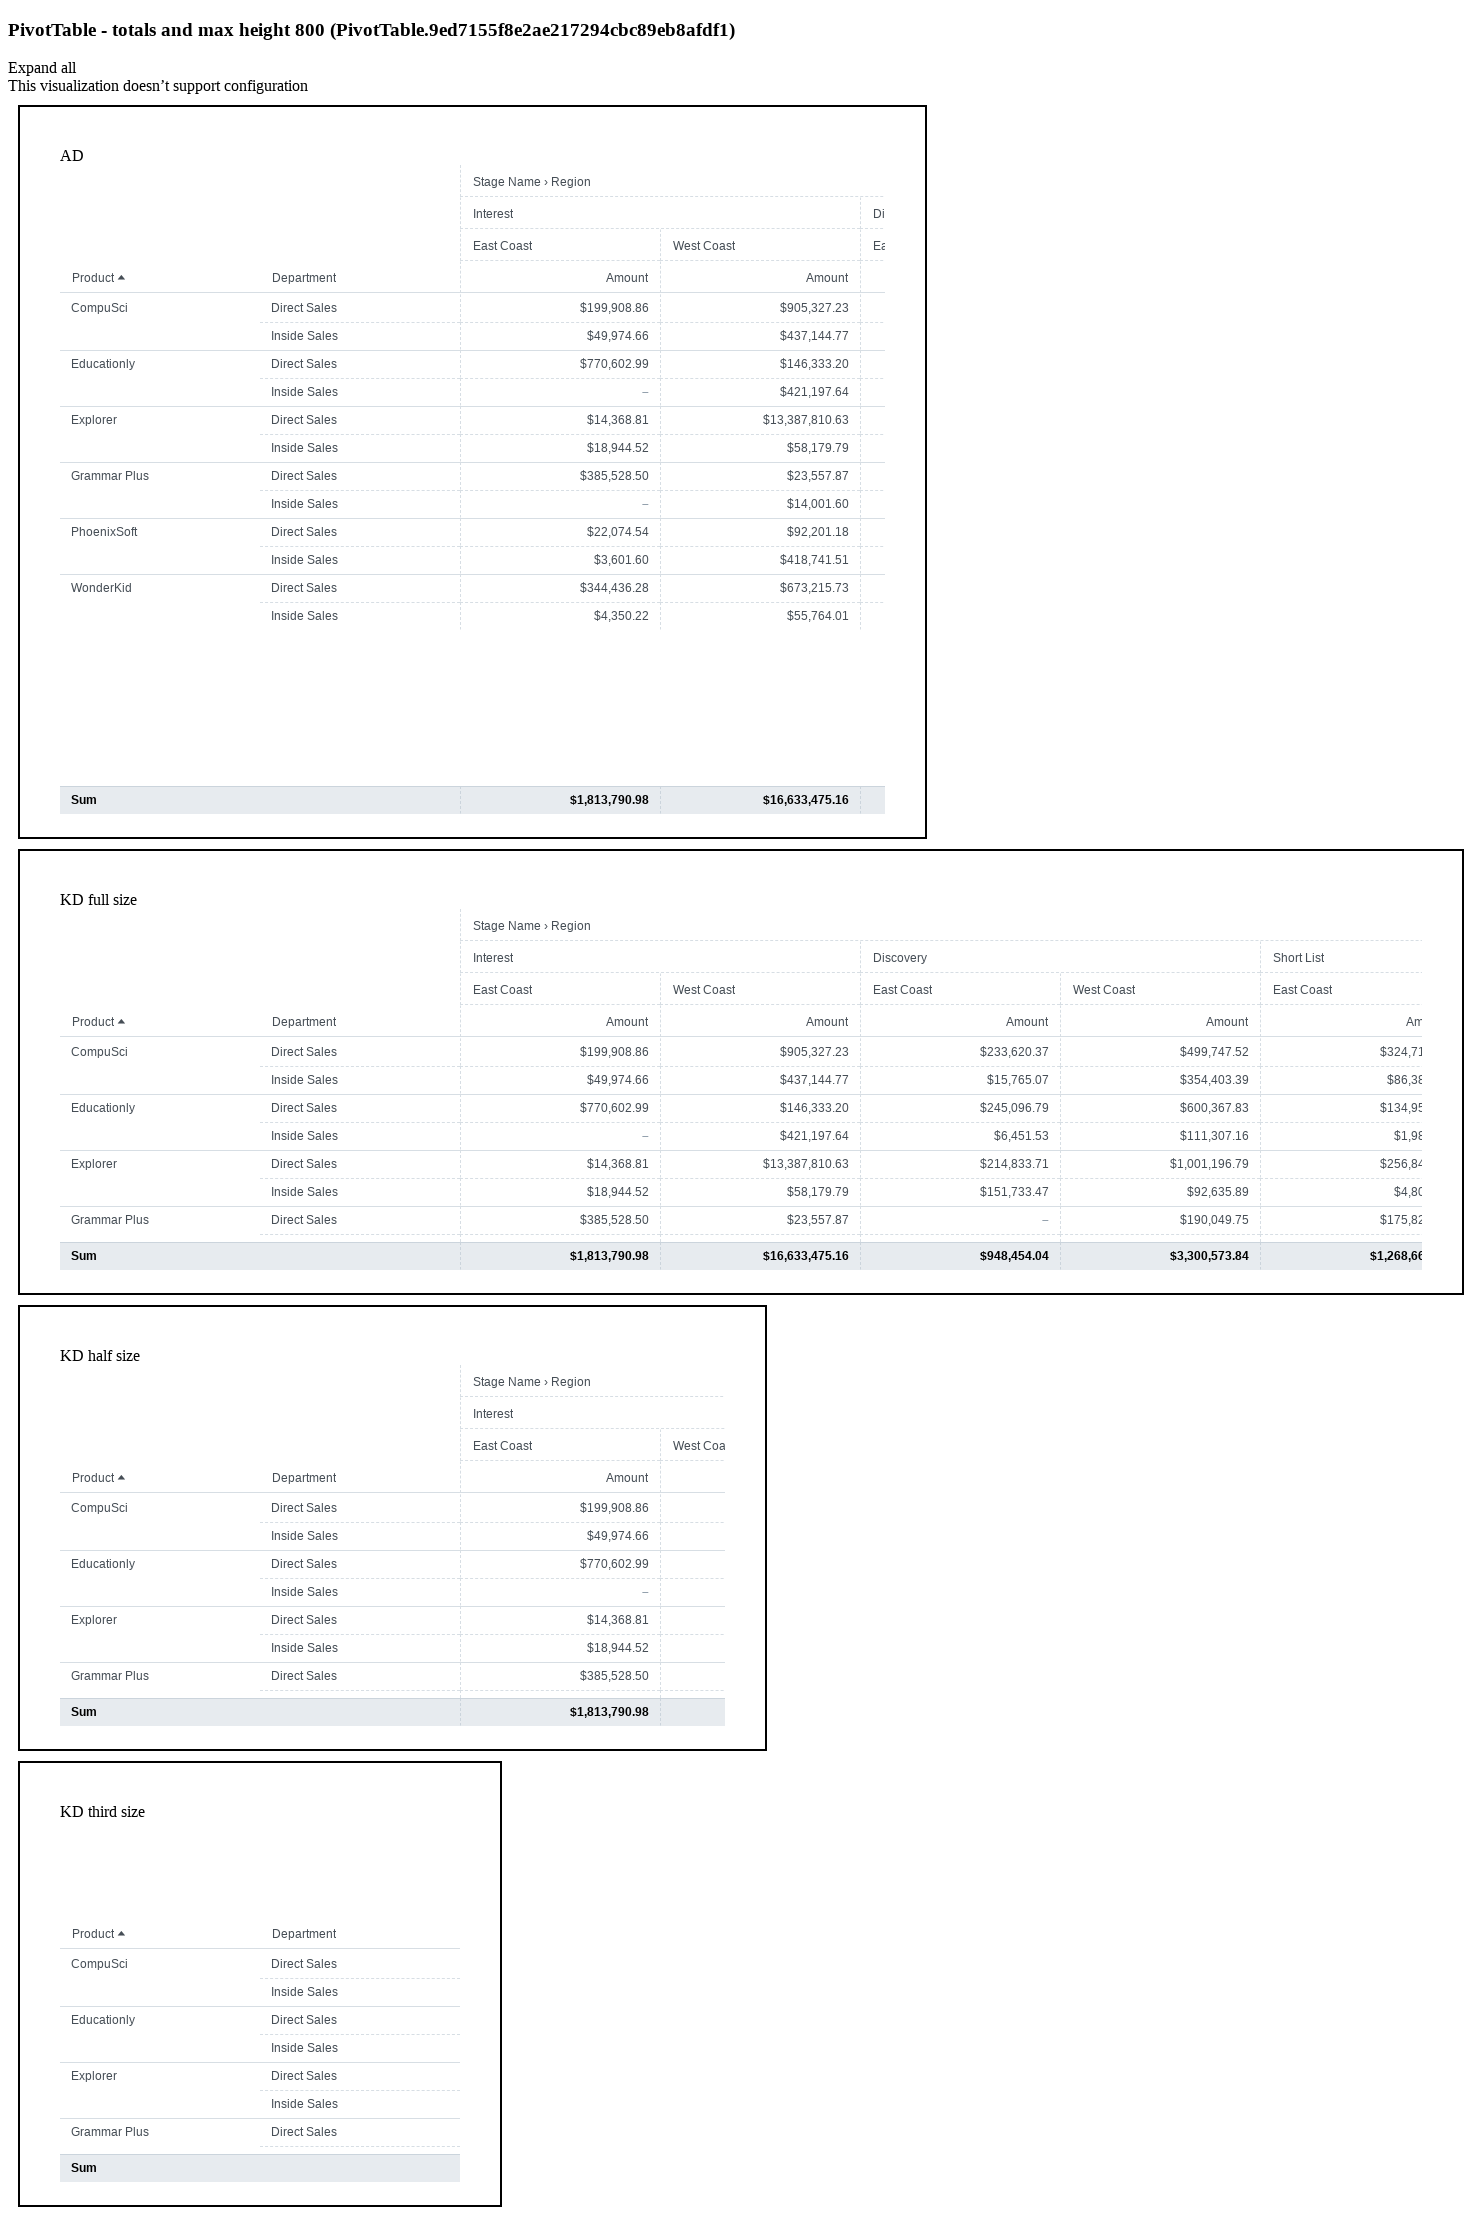 PivotTable - totals and max height 800 (PivotTable.9ed7155f8e2ae217294cbc89eb8afdf1)
Expand all
This visualization doesn’t support configuration
AD
Stage Name › Region
Interest Di
East Coast West Coast Ea
Product Department Amount Amount
CompuSci Direct Sales $199,908.86 $905,327.23
Inside Sales $49,974.66 $437,144.77
Educationly Direct Sales $770,602.99 $146,333.20
Inside Sales – $421,197.64
Explorer Direct Sales $14,368.81 $13,387,810.63
Inside Sales $18,944.52 $58,179.79
Grammar Plus Direct Sales $385,528.50 $23,557.87
Inside Sales – $14,001.60
PhoenixSoft Direct Sales $22,074.54 $92,201.18
Inside Sales $3,601.60 $418,741.51
WonderKid Direct Sales $344,436.28 $673,215.73
Inside Sales $4,350.22 $55,764.01
Sum $1,813,790.98 $16,633,475.16
KD full size
Stage Name › Region
Interest Discovery Short List
East Coast West Coast East Coast West Coast East Coast
Product Department Amount Amount Amount Amount Am
CompuSci Direct Sales $199,908.86 $905,327.23 $233,620.37 $499,747.52 $324,71
Inside Sales $49,974.66 $437,144.77 $15,765.07 $354,403.39 $86,38
Educationly Direct Sales $770,602.99 $146,333.20 $245,096.79 $600,367.83 $134,95
Inside Sales – $421,197.64 $6,451.53 $111,307.16 $1,98
Explorer Direct Sales $14,368.81 $13,387,810.63 $214,833.71 $1,001,196.79 $256,84
Inside Sales $18,944.52 $58,179.79 $151,733.47 $92,635.89 $4,80
Grammar Plus Direct Sales $385,528.50 $23,557.87 – $190,049.75 $175,82
Sum $1,813,790.98 $16,633,475.16 $948,454.04 $3,300,573.84 $1,268,66
KD half size
Stage Name › Region
Interest
East Coast West Coa
Product Department Amount
CompuSci Direct Sales $199,908.86
Inside Sales $49,974.66
Educationly Direct Sales $770,602.99
Inside Sales –
Explorer Direct Sales $14,368.81
Inside Sales $18,944.52
Grammar Plus Direct Sales $385,528.50
Sum $1,813,790.98
KD third size
Product Department
CompuSci Direct Sales
Inside Sales
Educationly Direct Sales
Inside Sales
Explorer Direct Sales
Inside Sales
Grammar Plus Direct Sales
Sum